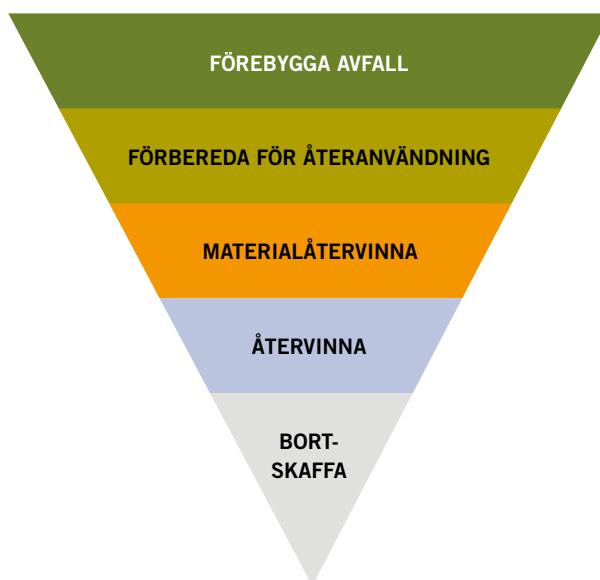 FÖREBYGGA AVFALL
FÖRBEREDA FÖR ÅTERANVÄNDNING
MATERIALÅTERVINNA
ÅTERVINNA
BORT-
SKAFFA